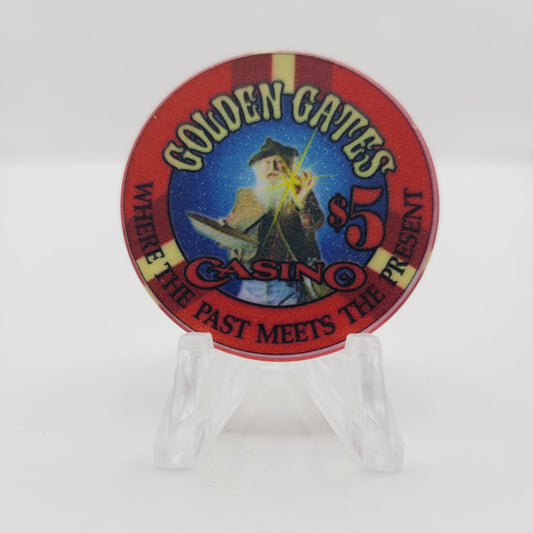 GOLDEN GATES
$5
CASINO
WHERE THE PAST MEETS THE PRESENT